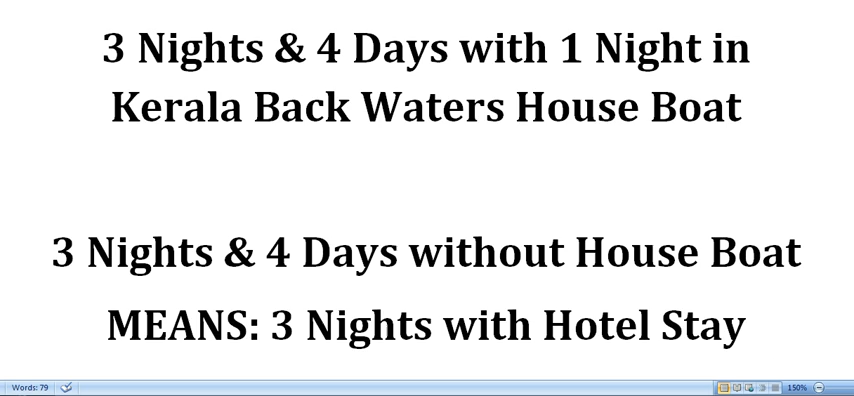 3 Nights & 4 Days with 1 Night in
Kerala Back Waters House Boat
3 Nights & 4 Days without House Boat
MEANS: 3 Nights with Hotel Stay
Words: 79
150%